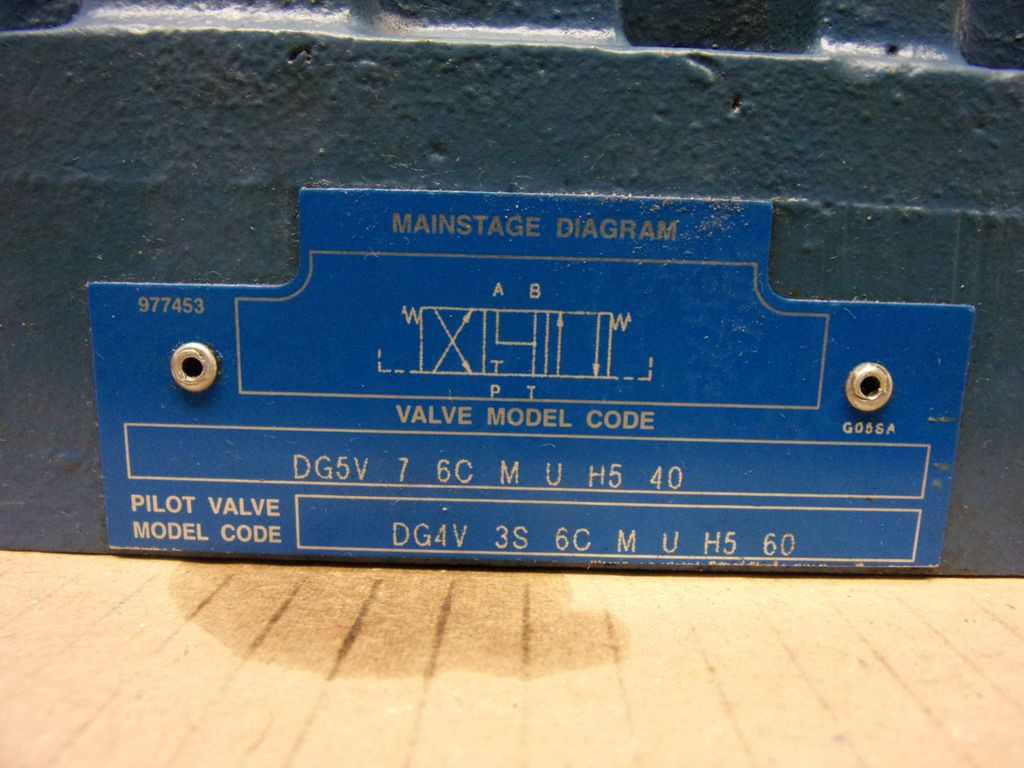 MAINSTAGE DIAGRAM
977453
A B
T
P T
VALVE MODEL CODE
G05SA
DG5V 7 6C M U H5 40
PILOT VALVE
MODEL CODE
DG4V 3S 6C M U H5 60